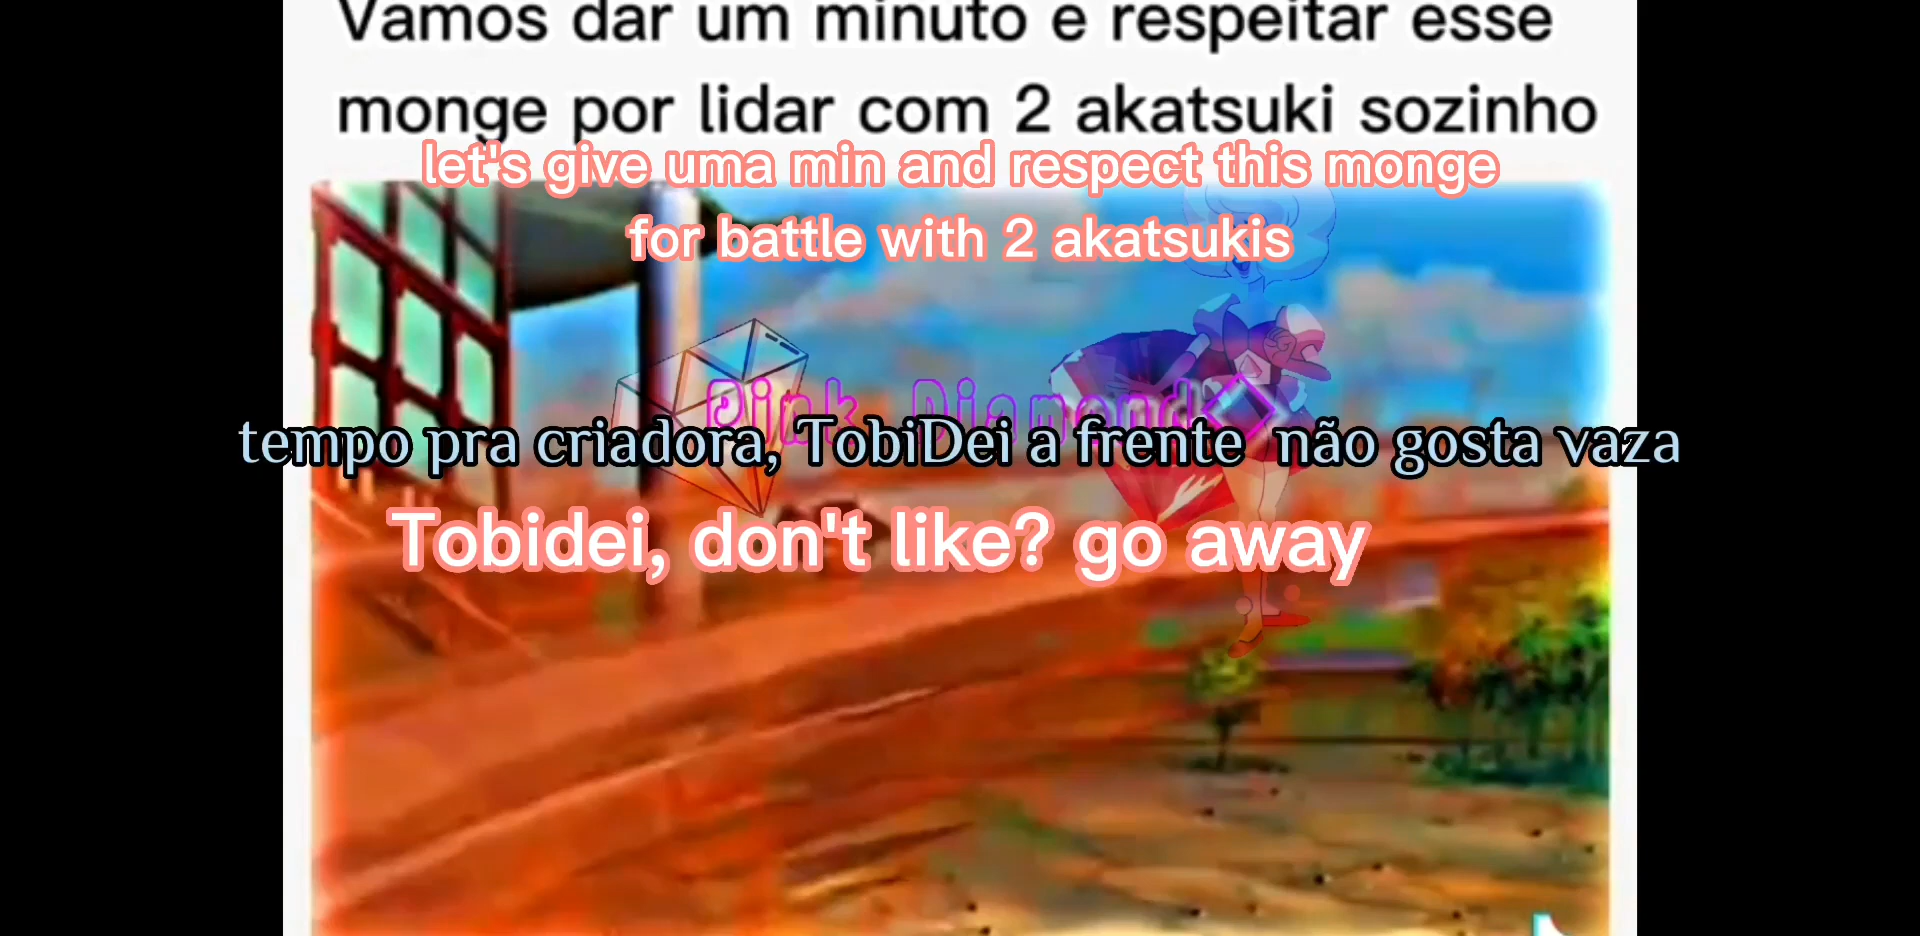 Vamos dar um minuto e respeitar esse
monge por lidar com 2 akatsuki sozinho
let's give uma min and respect this monge
for battle with 2 akatsukis
Pink Diamond
tempo pra criadora, TobiDei a frente não gosta vaza
Tobidei, don't like? go away